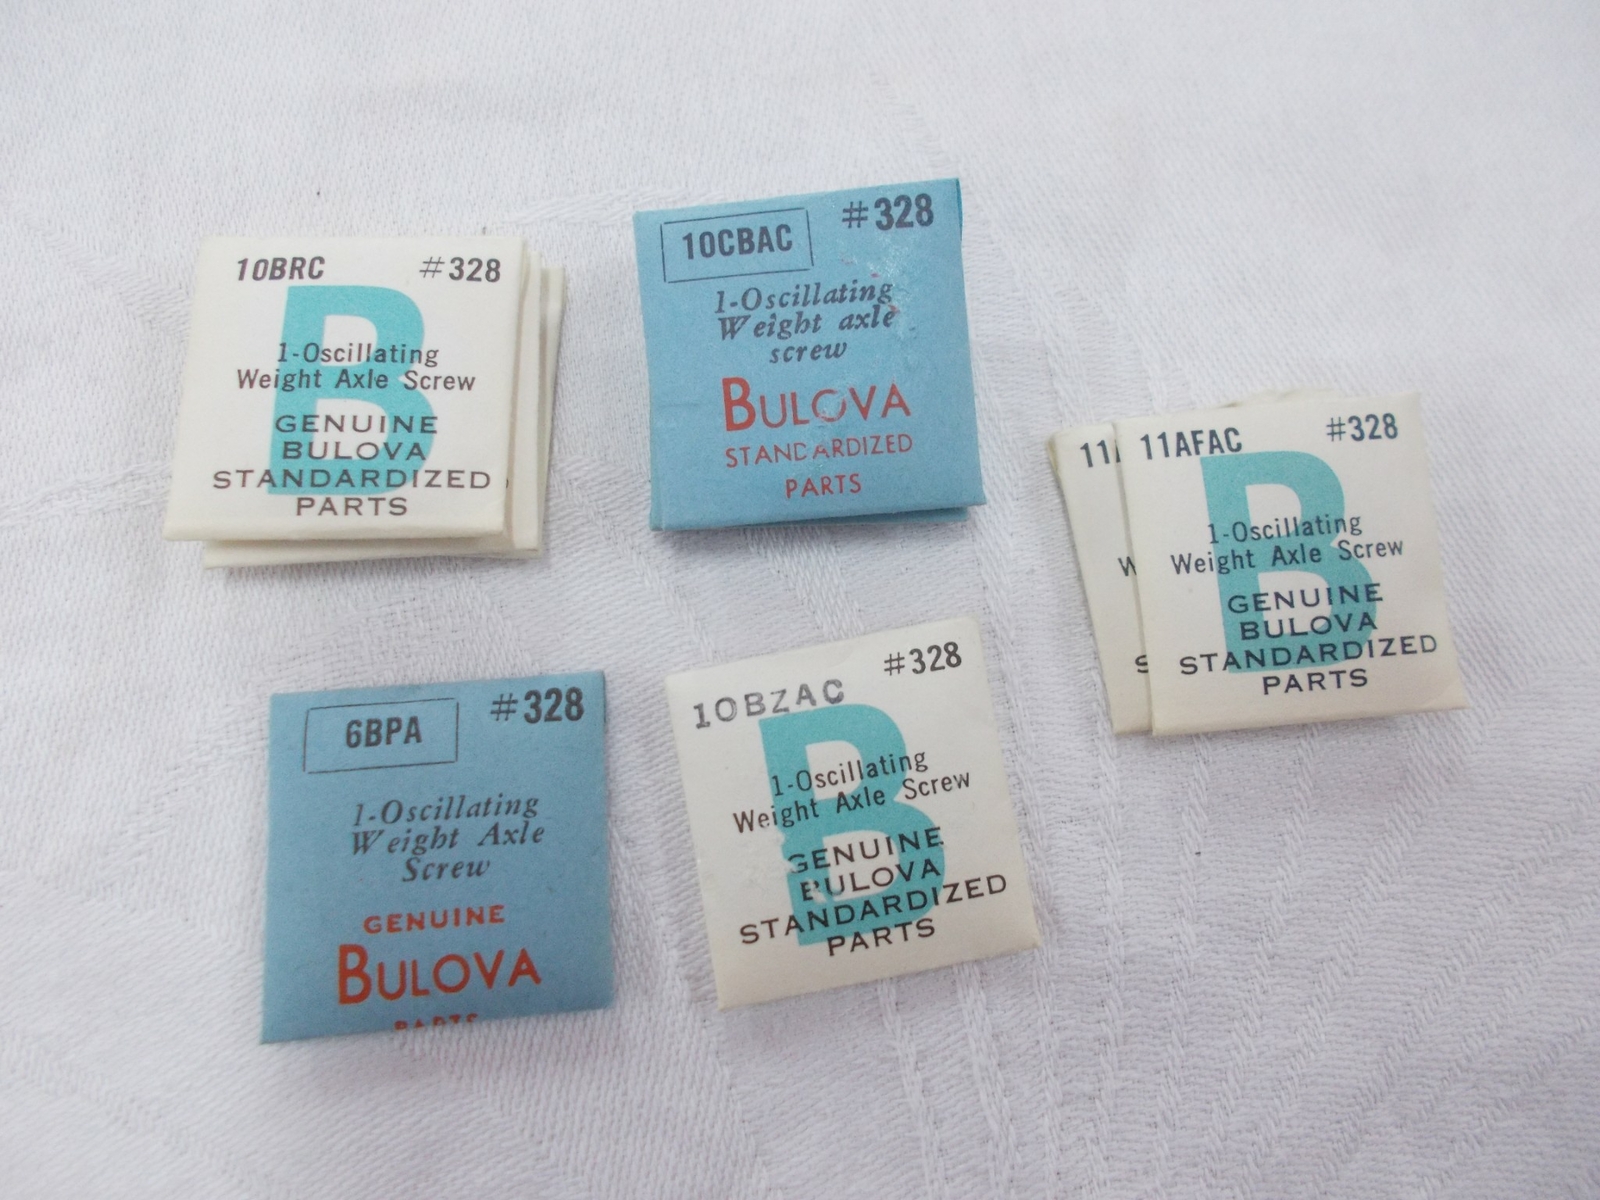 10BRC #328
B
1-Oscillating
Weight Axle Screw
GENUINE
BULOVA
STANDARDIZED
PARTS
10CBAC #328
1-Oscillating
Weight axle
screw
BULOVA
STANDARDIZED
PARTS
11
W
S
11AFAC #328
B
1-Oscillating
Weight Axle Screw
GENUINE
BULOVA
STANDARDIZED
PARTS
6BPA #328
1-Oscillating
Weight Axle
Screw
GENUINE
BULOVA
PARTS
10BZAC #328
B
1-Oscillating
Weight Axle Screw
GENUINE
BULOVA
STANDARDIZED
PARTS